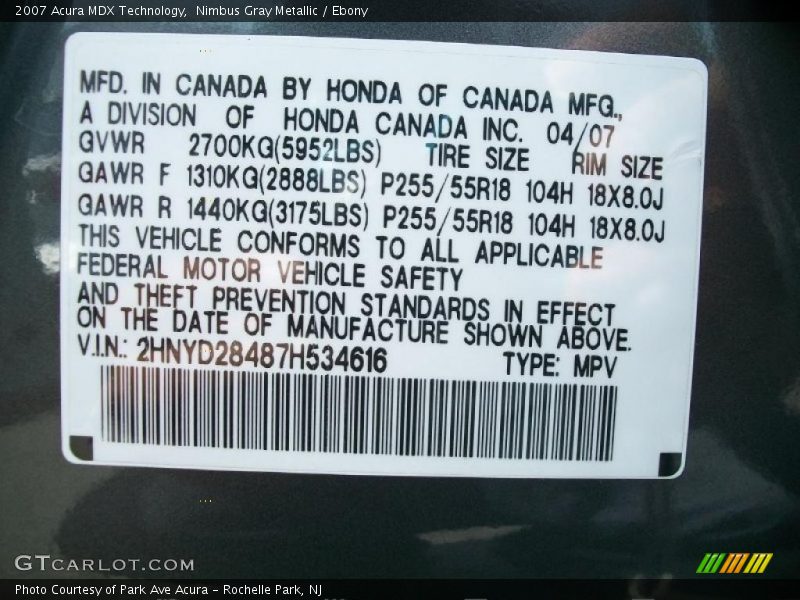 2007 Acura MDX Technology, Nimbus Gray Metallic / Ebony
MFD. IN CANADA BY HONDA OF CANADA MFG.,
A DIVISION OF HONDA CANADA INC. 04/07
GVWR 2700KG(5952LBS) TIRE SIZE RIM SIZE
GAWR F 1310KG(2888LBS) P255/55R18 104H 18X8.0J
GAWR R 1440KG(3175LBS) P255/55R18 104H 18X8.0J
THIS VEHICLE CONFORMS TO ALL APPLICABLE
FEDERAL MOTOR VEHICLE SAFETY
AND THEFT PREVENTION STANDARDS IN EFFECT
ON THE DATE OF MANUFACTURE SHOWN ABOVE.
V.I.N.: 2HNYD28487H534616 TYPE: MPV
GTCARLOT.COM
Photo Courtesy of Park Ave Acura - Rochelle Park, NJ